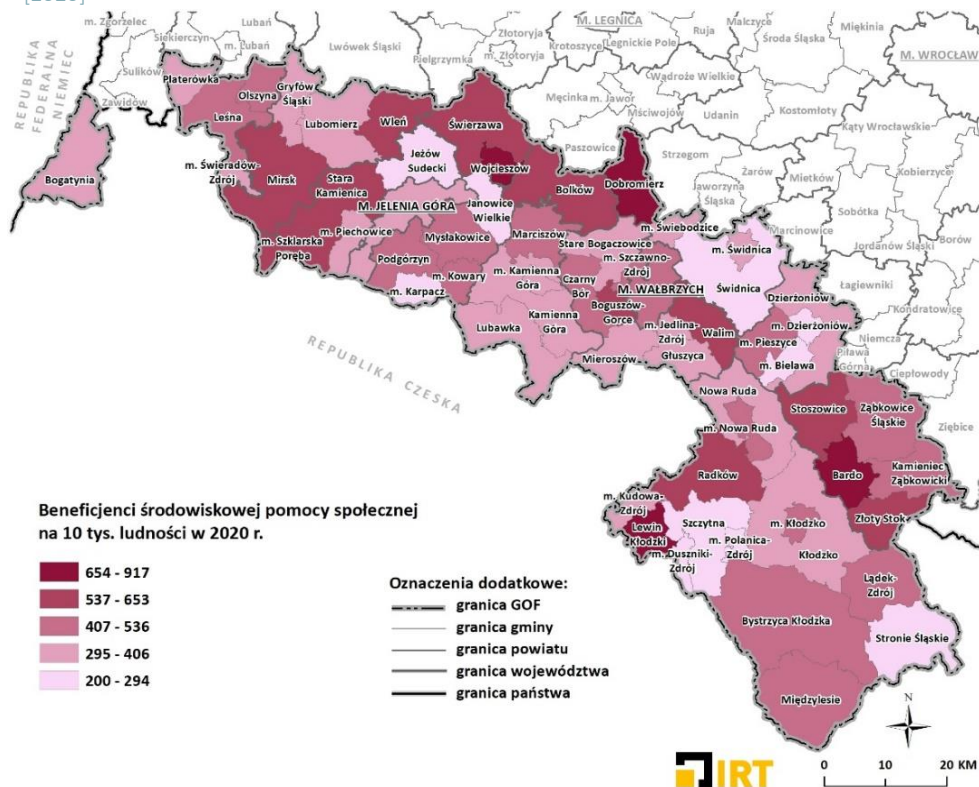 [2020]
m. Zgorzelec
Lubań
Siekierczyn
m. Lubań
Lwówek Śląski
Złotoryja
m. Złotoryja
Pielgrzymka
M. LEGNICA
Krotoszyce
Legnickie Pole
Ruja
Malczyce
Środa Śląska
Miękinia
M. WROCŁAW
REPUBLIKA
FEDERALNA
NIEMIEC
Sulików
Zawidów
Platerówka
Olszyna
Gryfów
Śląski
Leśna
Lubomierz
Wleń
Świerzawa
Męcinka
m. Jawor
Wądroże Wielkie
Mściwojów
Udanin
Kostomłoty
Kąty Wrocławskie
Kobierzyce
Paszowice
Strzegom
Żarów
Mietków
Jaworzyna
Śląska
Sobótka
Marcinowice
Jordanów Śląski
Borów
Łagiewniki
Kondratowice
Niemcza
Piława
Górna
Ciepłowody
Ziębice
Bogatynia
m. Świeradów-
Zdrój
Mirsk
Stara
Kamienica
Jeżów
Sudecki
Wojcieszów
Bolków
Dobromierz
M. JELENIA GÓRA
Janowice
Wielkie
m. Szklarska
Poręba
m. Piechowice
Mysłakowice
Marciszów
Podgórzyn
m. Kowary
m. Karpacz
m. Kamienna
Góra
Stare Bogaczowice
m. Świebodzice
m. Świdnica
m. Szczawno-
Zdrój
Świdnica
Czarny
Bór
M. WAŁBRZYCH
Boguszów-
Gorce
Kamienna
Góra
Lubawka
Mieroszów
m. Jedlina-
Zdrój
Walim
Głuszyca
Dzierżoniów
m. Dzierżoniów
m. Pieszyce
m. Bielawa
REPUBLIKA CZESKA
Nowa Ruda
m. Nowa Ruda
Stoszowice
Ząbkowice
Śląskie
Bardo
Kamieniec
Ząbkowicki
Złoty Stok
Radków
m. Kudowa-
Zdrój
Lewin
Kłodzki
Szczytna
m. Polanica-
Zdrój
m. Duszniki-
Zdrój
m. Kłodzko
Kłodzko
Lądek-
Zdrój
Bystrzyca Kłodzka
Stronie Śląskie
Międzylesie
Beneficjenci środowiskowej pomocy społecznej
na 10 tys. ludności w 2020 r.
654 - 917
537 - 653
407 - 536
295 - 406
200 - 294
Oznaczenia dodatkowe:
granica GOF
granica gminy
granica powiatu
granica województwa
granica państwa
N
IRT
0 10 20 KM